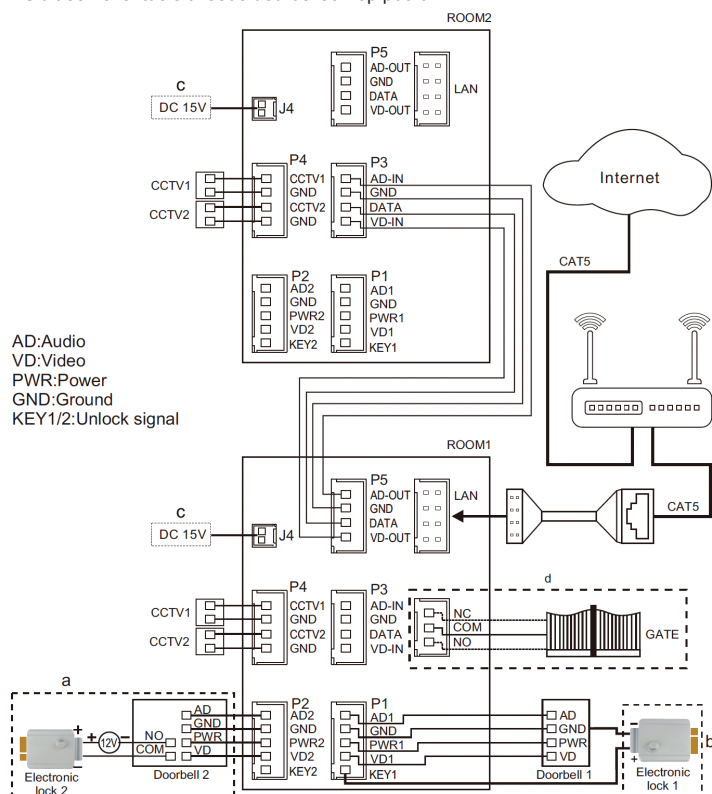 ROOM2
P5
AD-OUT
GND
DATA
VD-OUT
LAN
c
DC 15V
J4
P4
CCTV1
GND
CCTV2
GND
CCTV1
CCTV2
P3
AD-IN
GND
DATA
VD-IN
Internet
CAT5
P2
AD2
GND
PWR2
VD2
KEY2
P1
AD1
GND
PWR1
VD1
KEY1
AD:Audio
VD:Video
PWR:Power
GND:Ground
KEY1/2:Unlock signal
ROOM1
P5
AD-OUT
GND
DATA
VD-OUT
LAN
CAT5
c
DC 15V
J4
P4
CCTV1
GND
CCTV2
GND
CCTV1
CCTV2
P3
AD-IN
GND
DATA
VD-IN
d
NC
COM
NO
GATE
a
+
+
12V
−
−
NO
COM
AD
GND
PWR
VD
Electronic
lock 2
Doorbell 2
P2
AD2
GND
PWR2
VD2
KEY2
P1
AD1
GND
PWR1
VD1
KEY1
AD
GND
PWR
VD
Doorbell 1
−
+
b
Electronic
lock 1